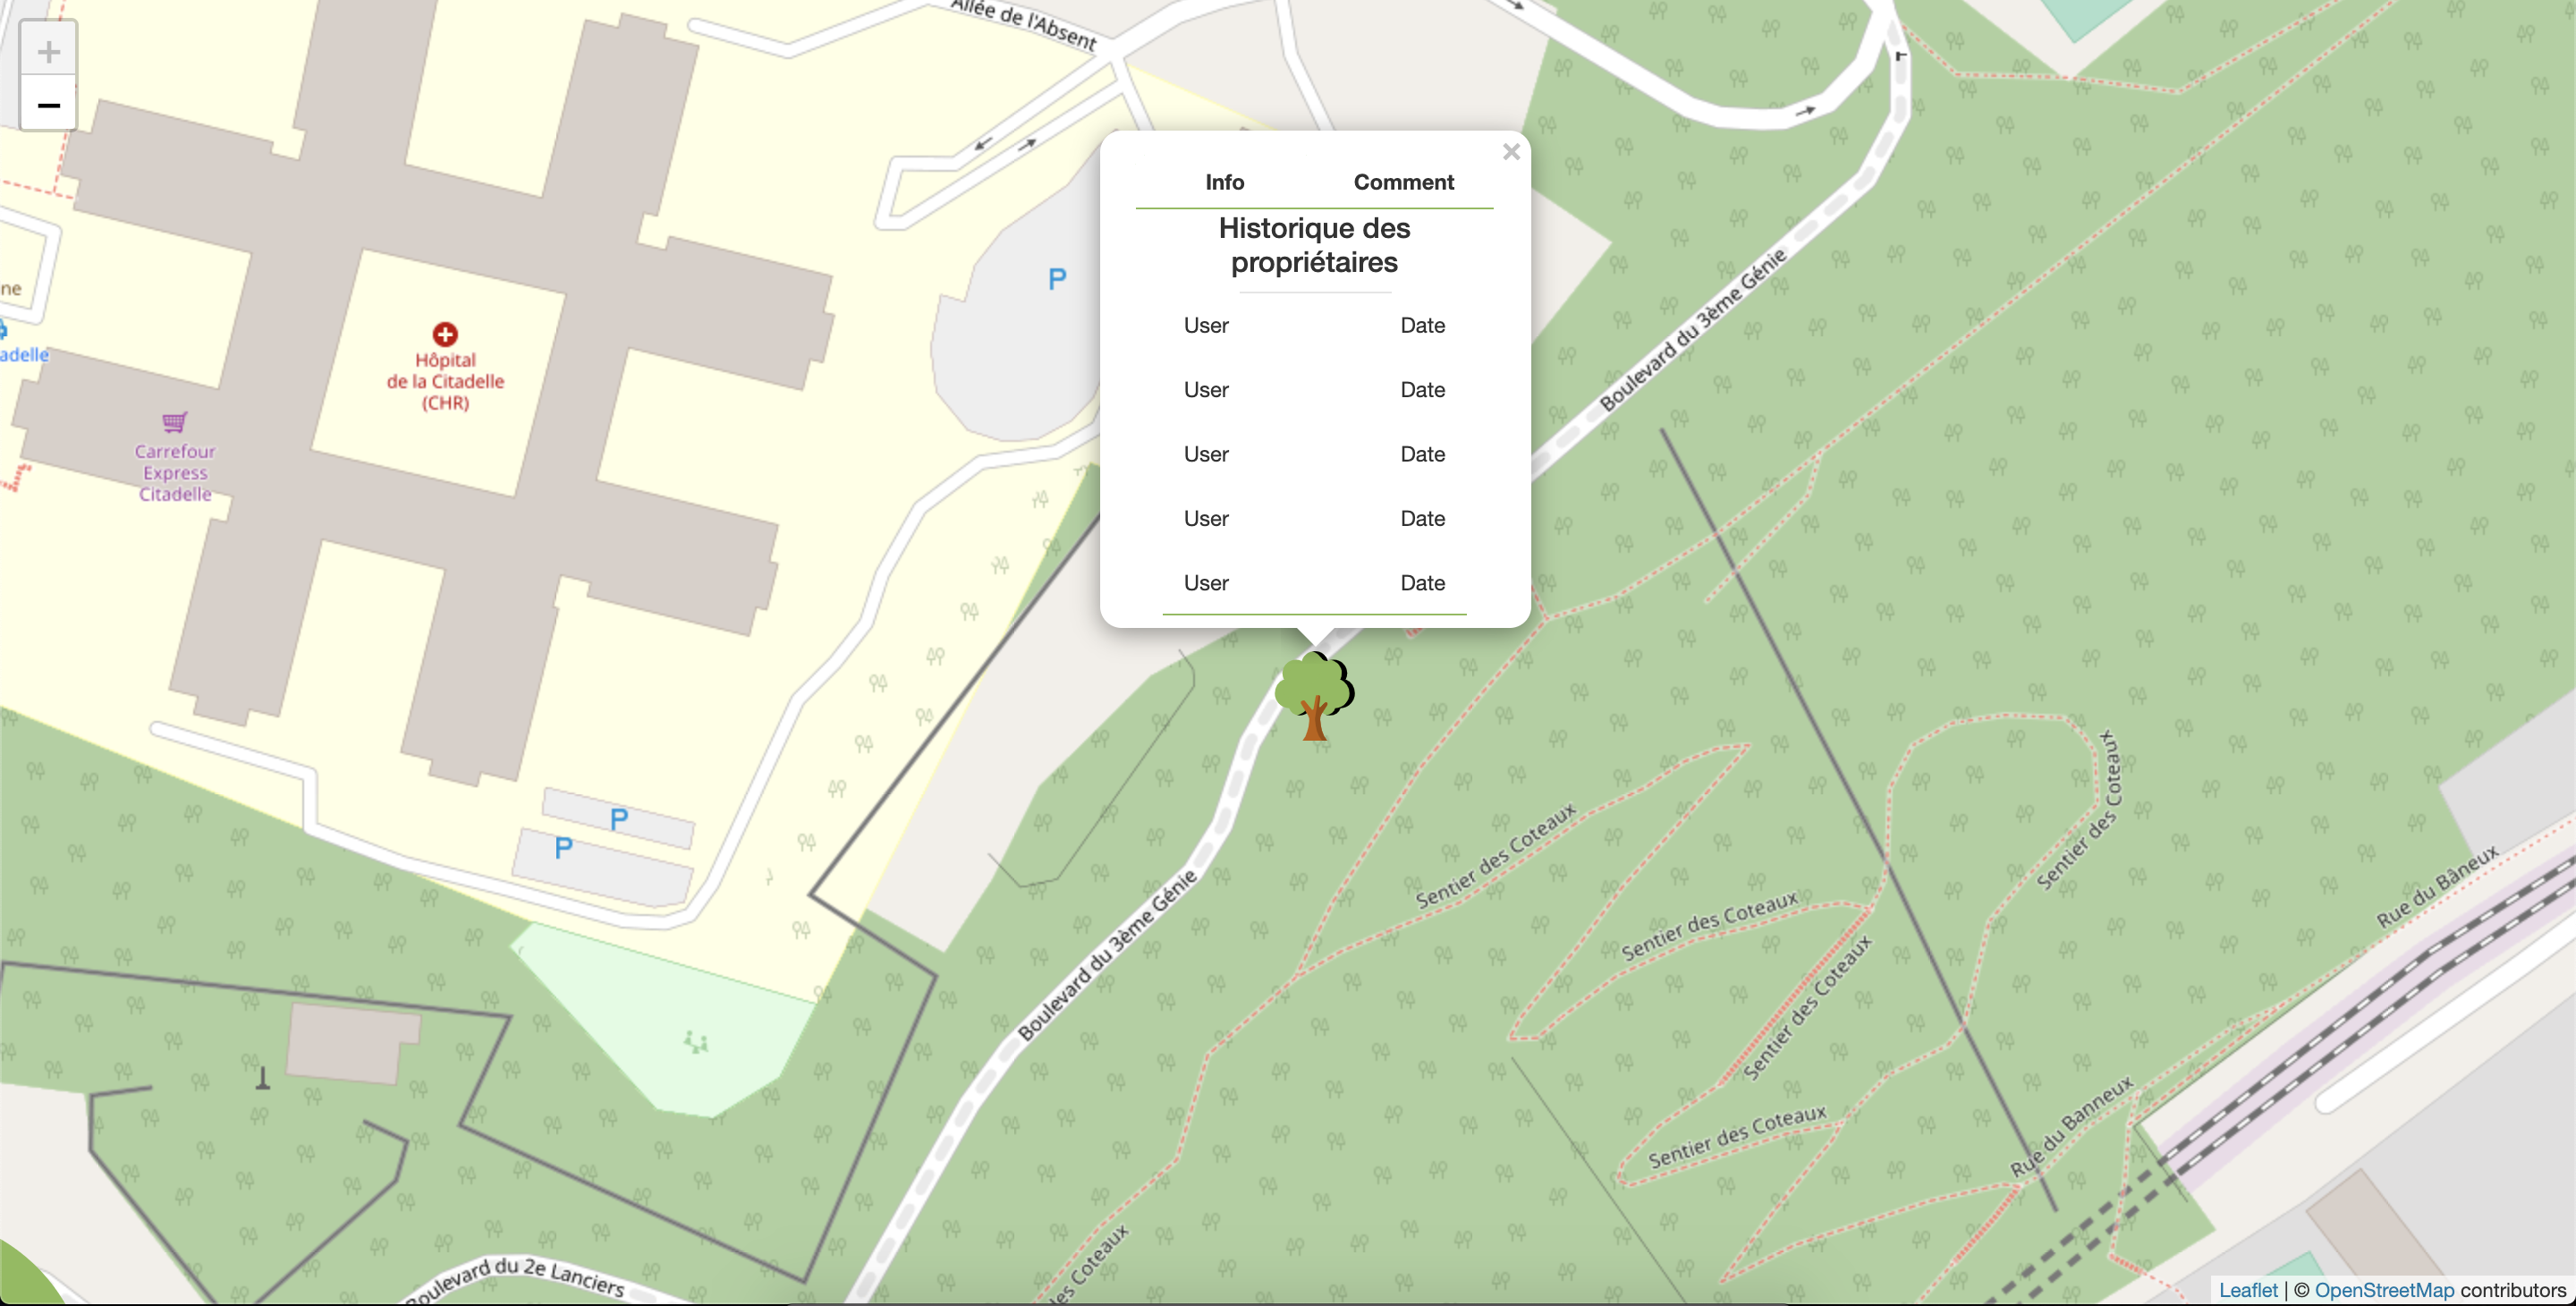 +
−
Allée de l'Absent
ne
adelle
Hôpital
de la Citadelle
(CHR)
Carrefour
Express
Citadelle
P
×
Info Comment
Historique des
propriétaires
User Date
User Date
User Date
User Date
User Date
Boulevard du 3ème Génie
P
P
Sentier des Coteaux
Sentier des Coteaux
Rue du Bâneux
Boulevard du 3ème Génie
Sentier des Coteaux
Sentier des Coteaux
Sentier des Coteaux
Rue du Banneux
des Coteaux
Boulevard du 2e Lanciers
Leaflet | © OpenStreetMap contributors